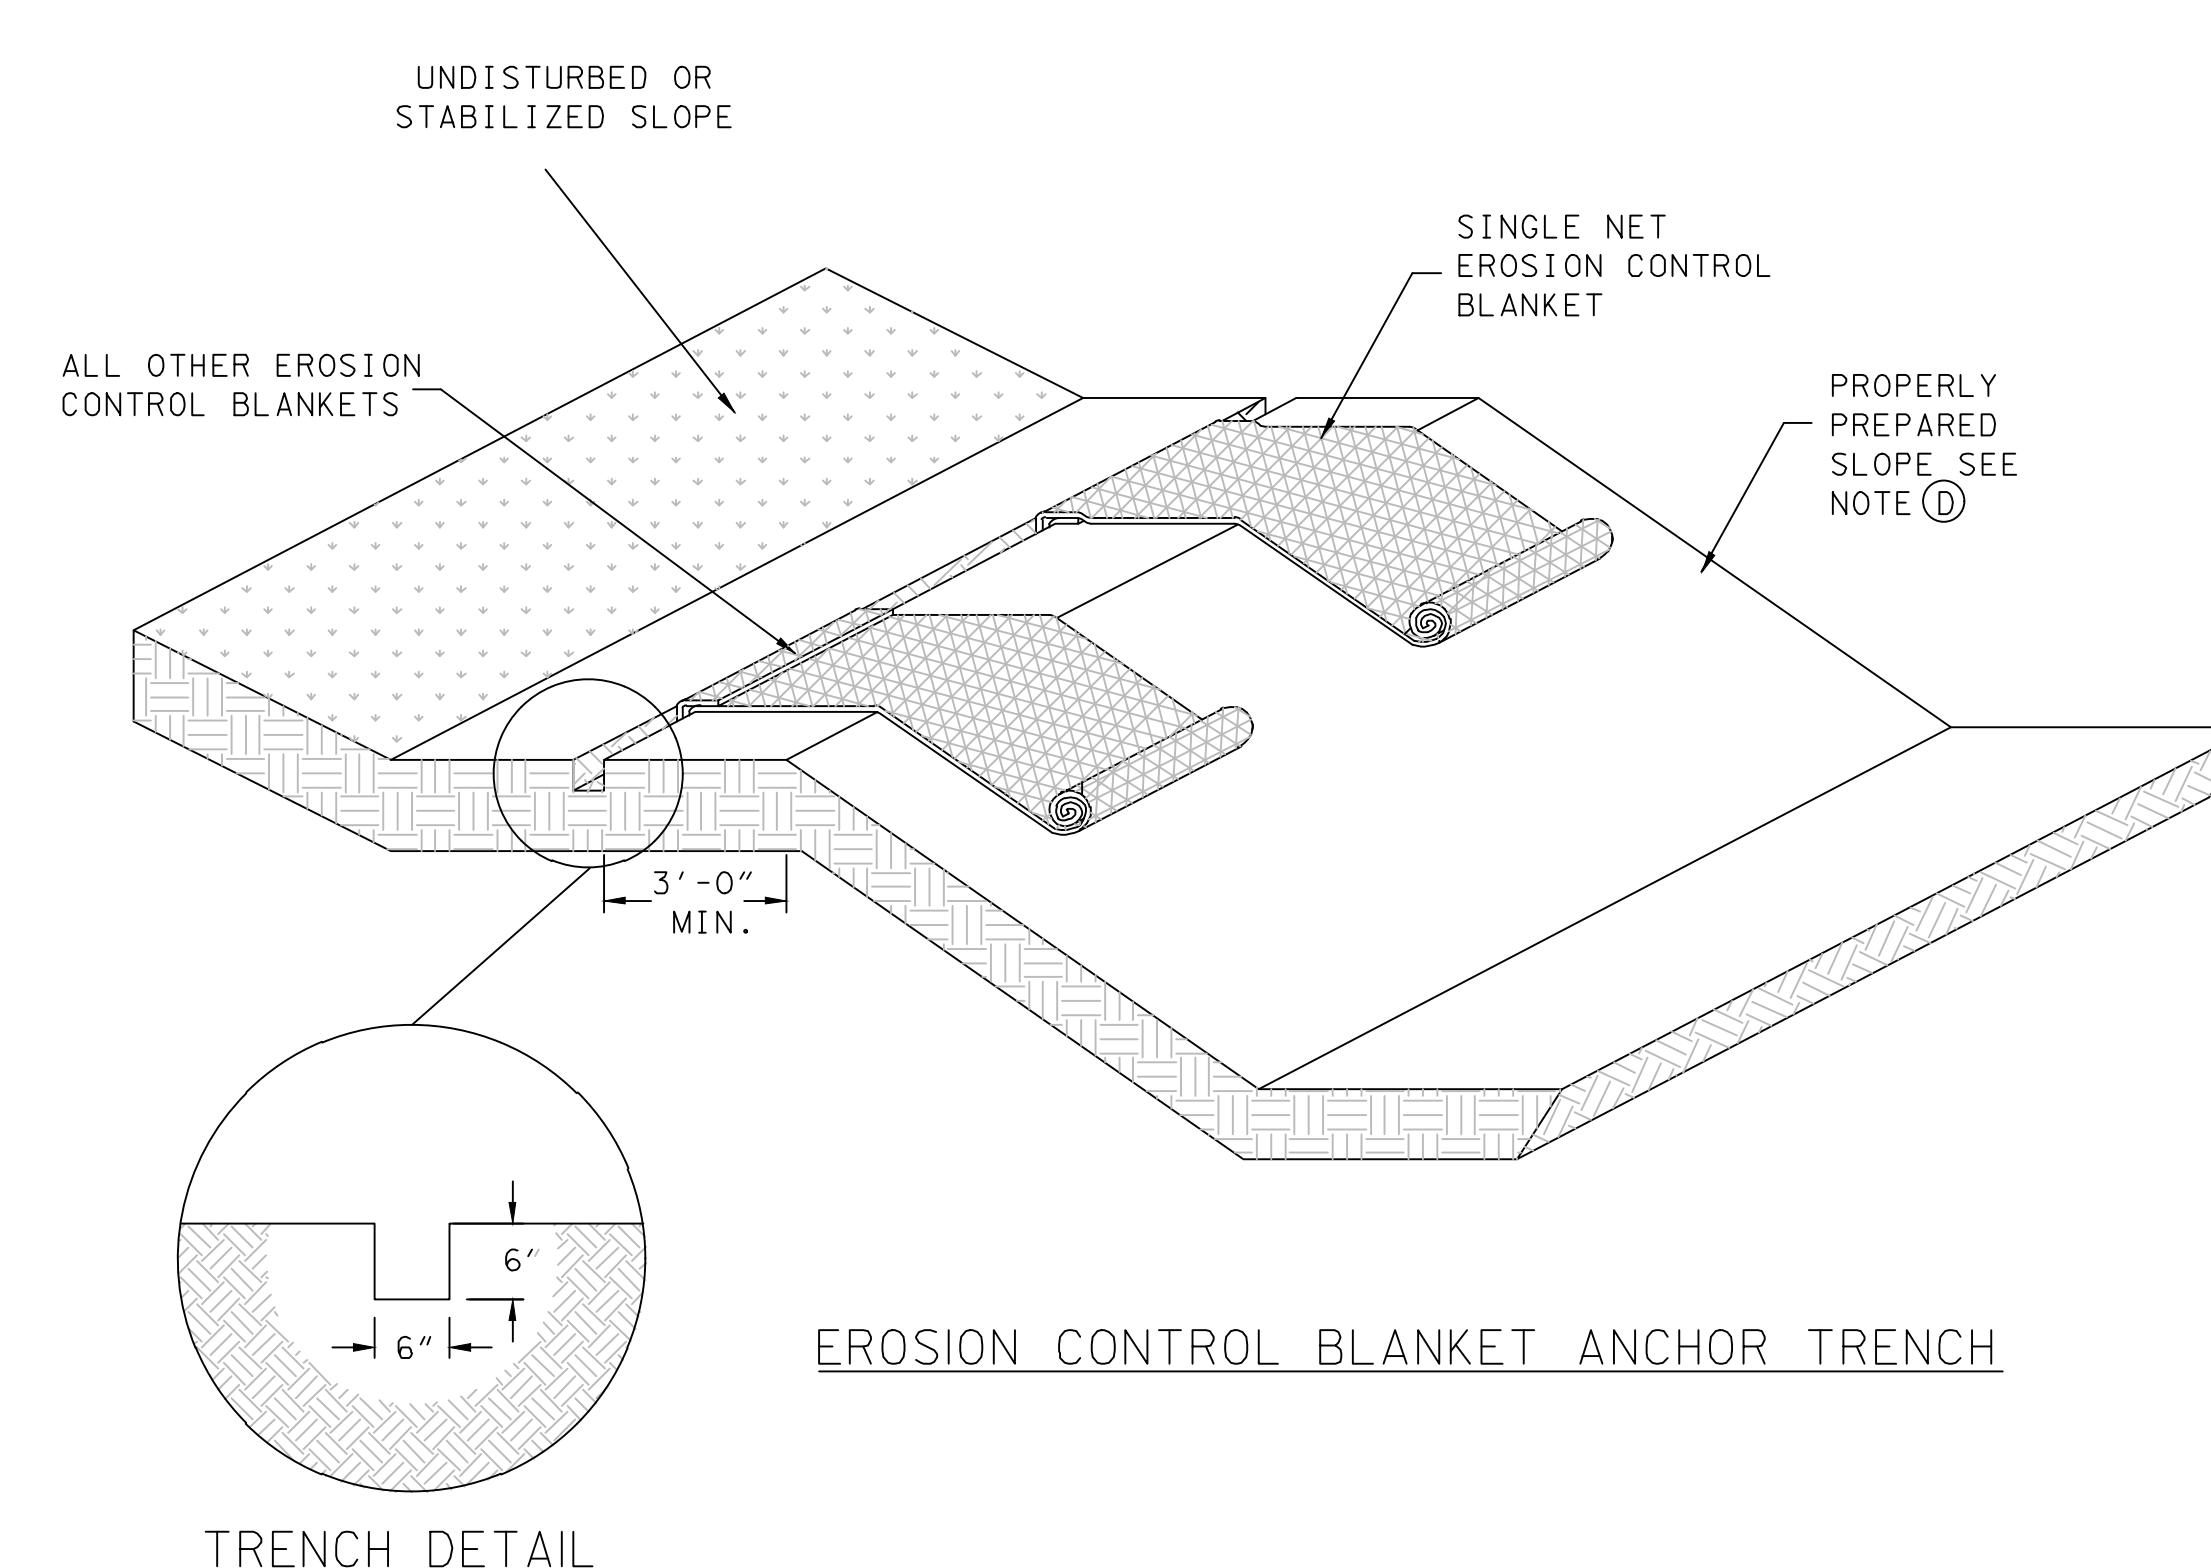 UNDISTURBED OR
STABILIZED SLOPE
SINGLE NET
EROSION CONTROL
BLANKET
ALL OTHER EROSION
CONTROL BLANKETS
PROPERLY
PREPARED
SLOPE SEE
NOTE D
3'-0"
MIN.
6"
6"
EROSION CONTROL BLANKET ANCHOR TRENCH
TRENCH DETAIL